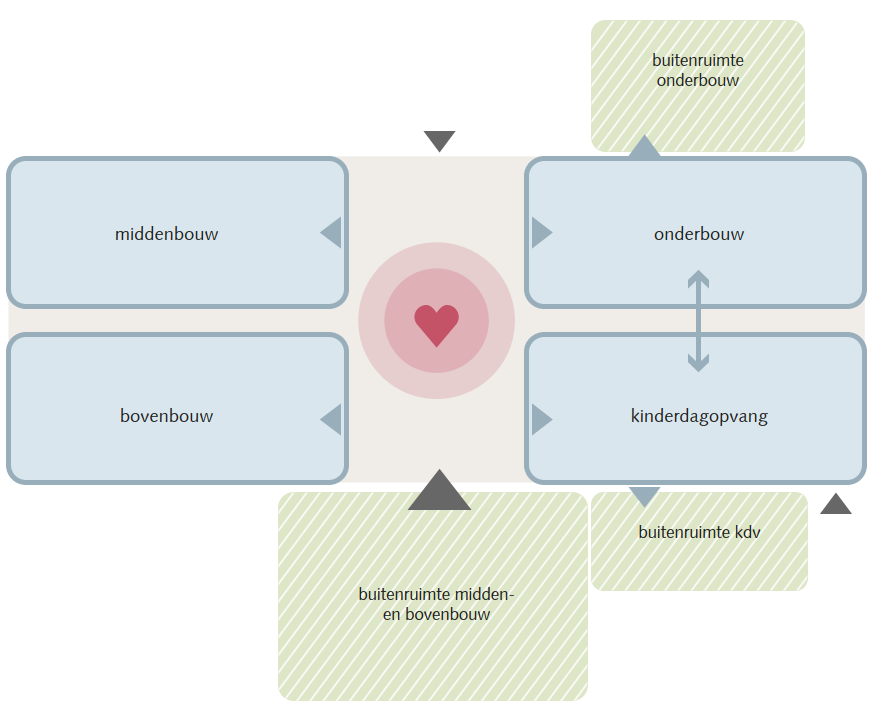 buitenruimte
onderbouw
middenbouw
onderbouw
bovenbouw
kinderdagopvang
buitenruimte kdv
buitenruimte midden-
en bovenbouw